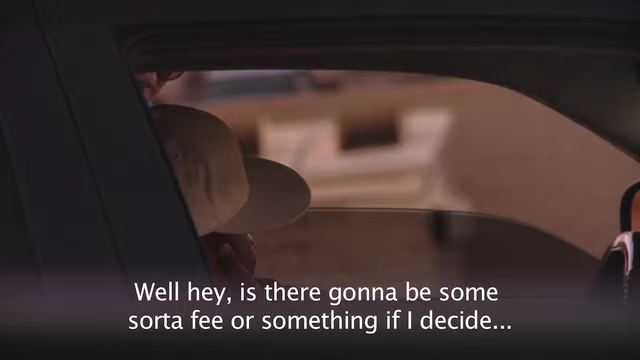 Well hey, is there gonna be some
sorta fee or something if I decide...